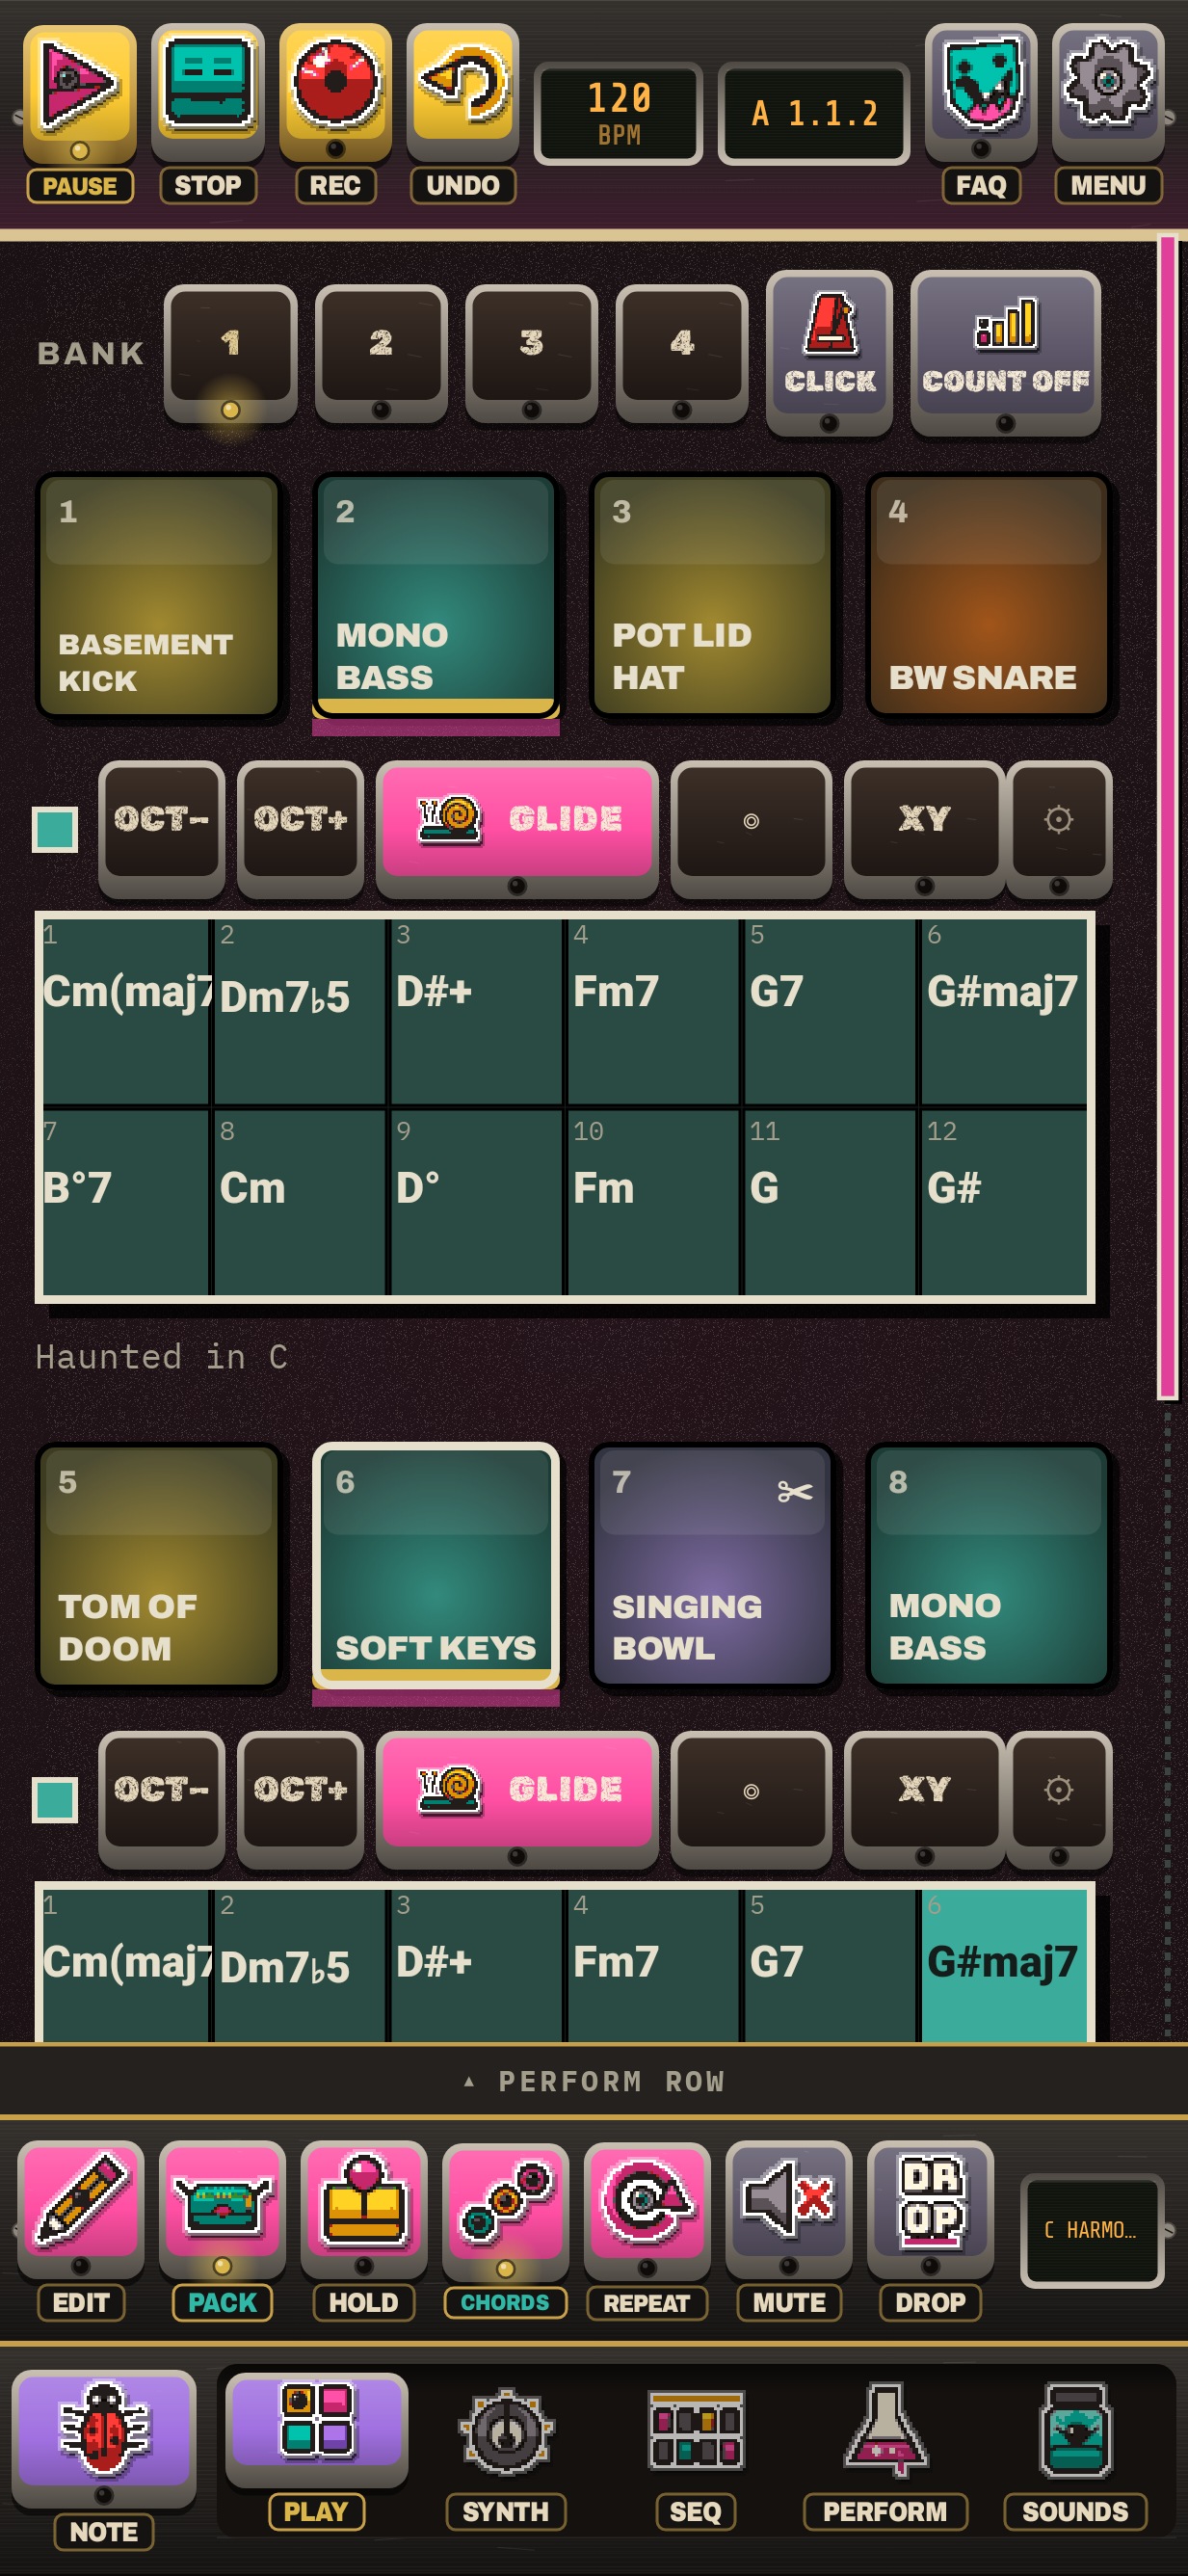 120
BPM
A 1.1.2
PAUSE STOP REC UNDO FAQ MENU
BANK 1 2 3 4 CLICK COUNT OFF
1 2 3 4
BASEMENT
KICK
MONO
BASS
POT LID
HAT
BW SNARE
OCT- OCT+ GLIDE XY
1 2 3 4 5 6
Cm(maj7 Dm7♭5 D#+ Fm7 G7 G#maj7
7 8 9 10 11 12
B°7 Cm D° Fm G G#
Haunted in C
5 6 7 8
TOM OF
DOOM
SOFT KEYS
SINGING
BOWL
MONO
BASS
OCT- OCT+ GLIDE XY
1 2 3 4 5 6
Cm(maj7 Dm7♭5 D#+ Fm7 G7 G#maj7
▲ PERFORM ROW
DR
OP
C HARMO…
EDIT PACK HOLD CHORDS REPEAT MUTE DROP
NOTE PLAY SYNTH SEQ PERFORM SOUNDS